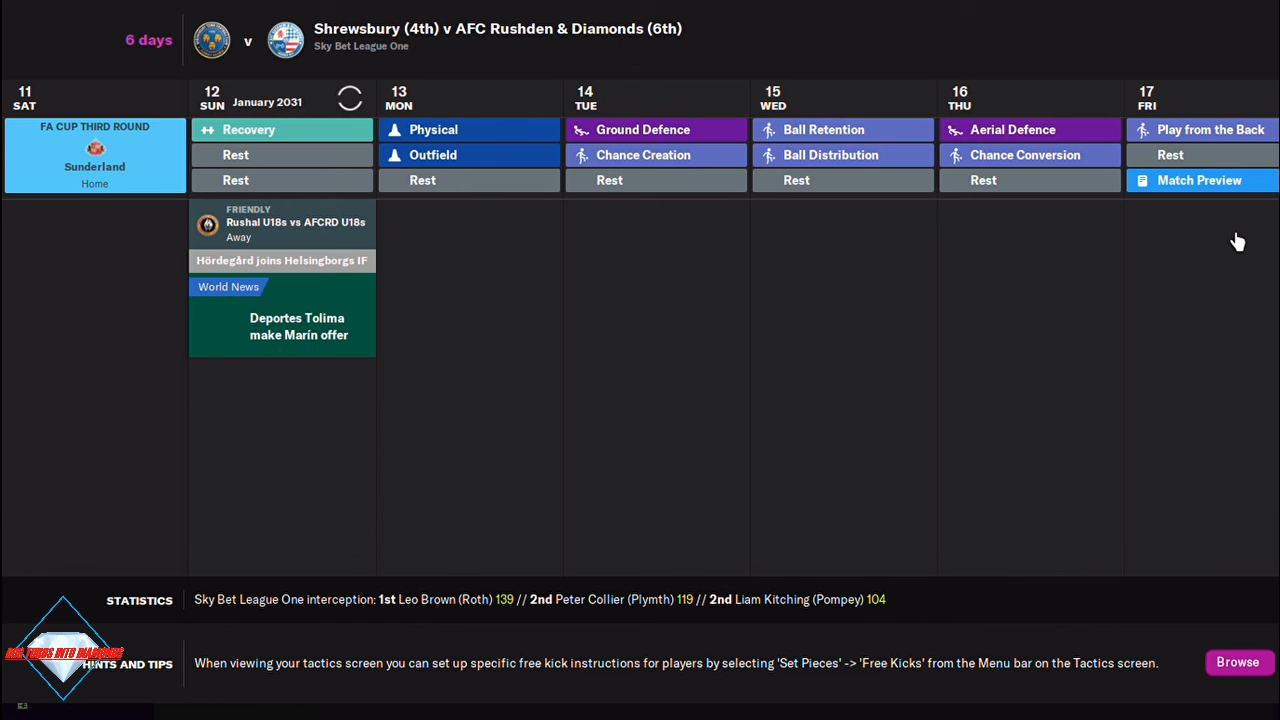 6 days
v
Shrewsbury (4th) v AFC Rushden & Diamonds (6th)
Sky Bet League One
11
SAT
12
SUN January 2031
13
MON
14
TUE
15
WED
16
THU
17
FRI
FA CUP THIRD ROUND
Sunderland
Home
Recovery
Rest
Rest
Physical
Outfield
Rest
Ground Defence
Chance Creation
Rest
Ball Retention
Ball Distribution
Rest
Aerial Defence
Chance Conversion
Rest
Play from the Back
Rest
Match Preview
FRIENDLY
Rushal U18s vs AFCRD U18s
Away
Hördegård joins Helsingborgs IF
World News
Deportes Tolima
make Marín offer
STATISTICS
Sky Bet League One interception: 1st Leo Brown (Roth) 139 // 2nd Peter Collier (Plymth) 119 // 2nd Liam Kitching (Pompey) 104
HINTS AND TIPS
When viewing your tactics screen you can set up specific free kick instructions for players by selecting 'Set Pieces' -> 'Free Kicks' from the Menu bar on the Tactics screen.
Browse
INTO DIAMONDS